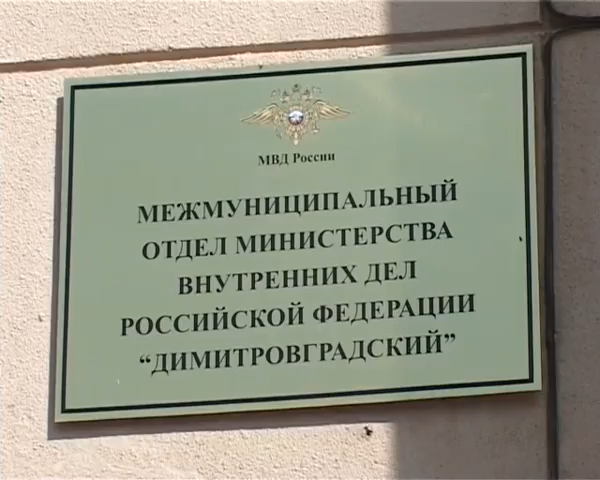 МВД России
МЕЖМУНИЦИПАЛЬНЫЙ
ОТДЕЛ МИНИСТЕРСТВА
ВНУТРЕННИХ ДЕЛ
РОССИЙСКОЙ ФЕДЕРАЦИИ
“ДИМИТРОВГРАДСКИЙ”